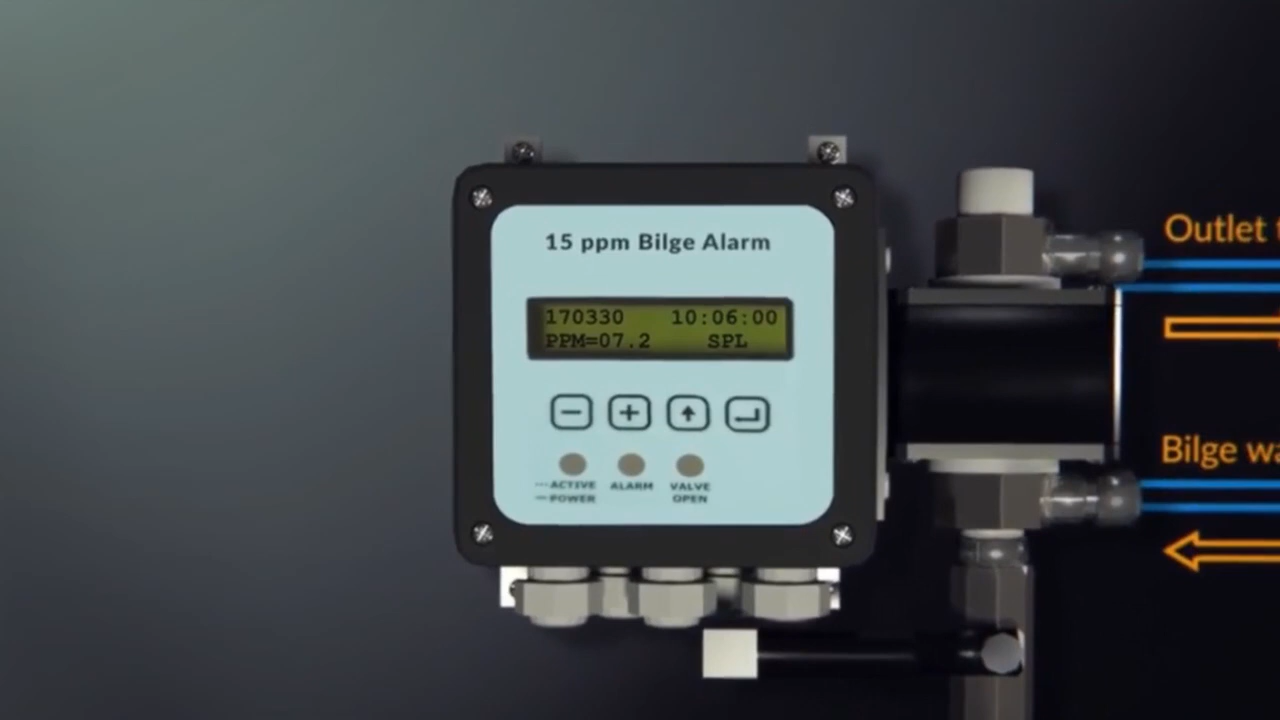 15 ppm Bilge Alarm
170330 10:06:00
PPM=07.2 SPL
ACTIVE ALARM VALVE
POWER OPEN
Outlet
Bilge